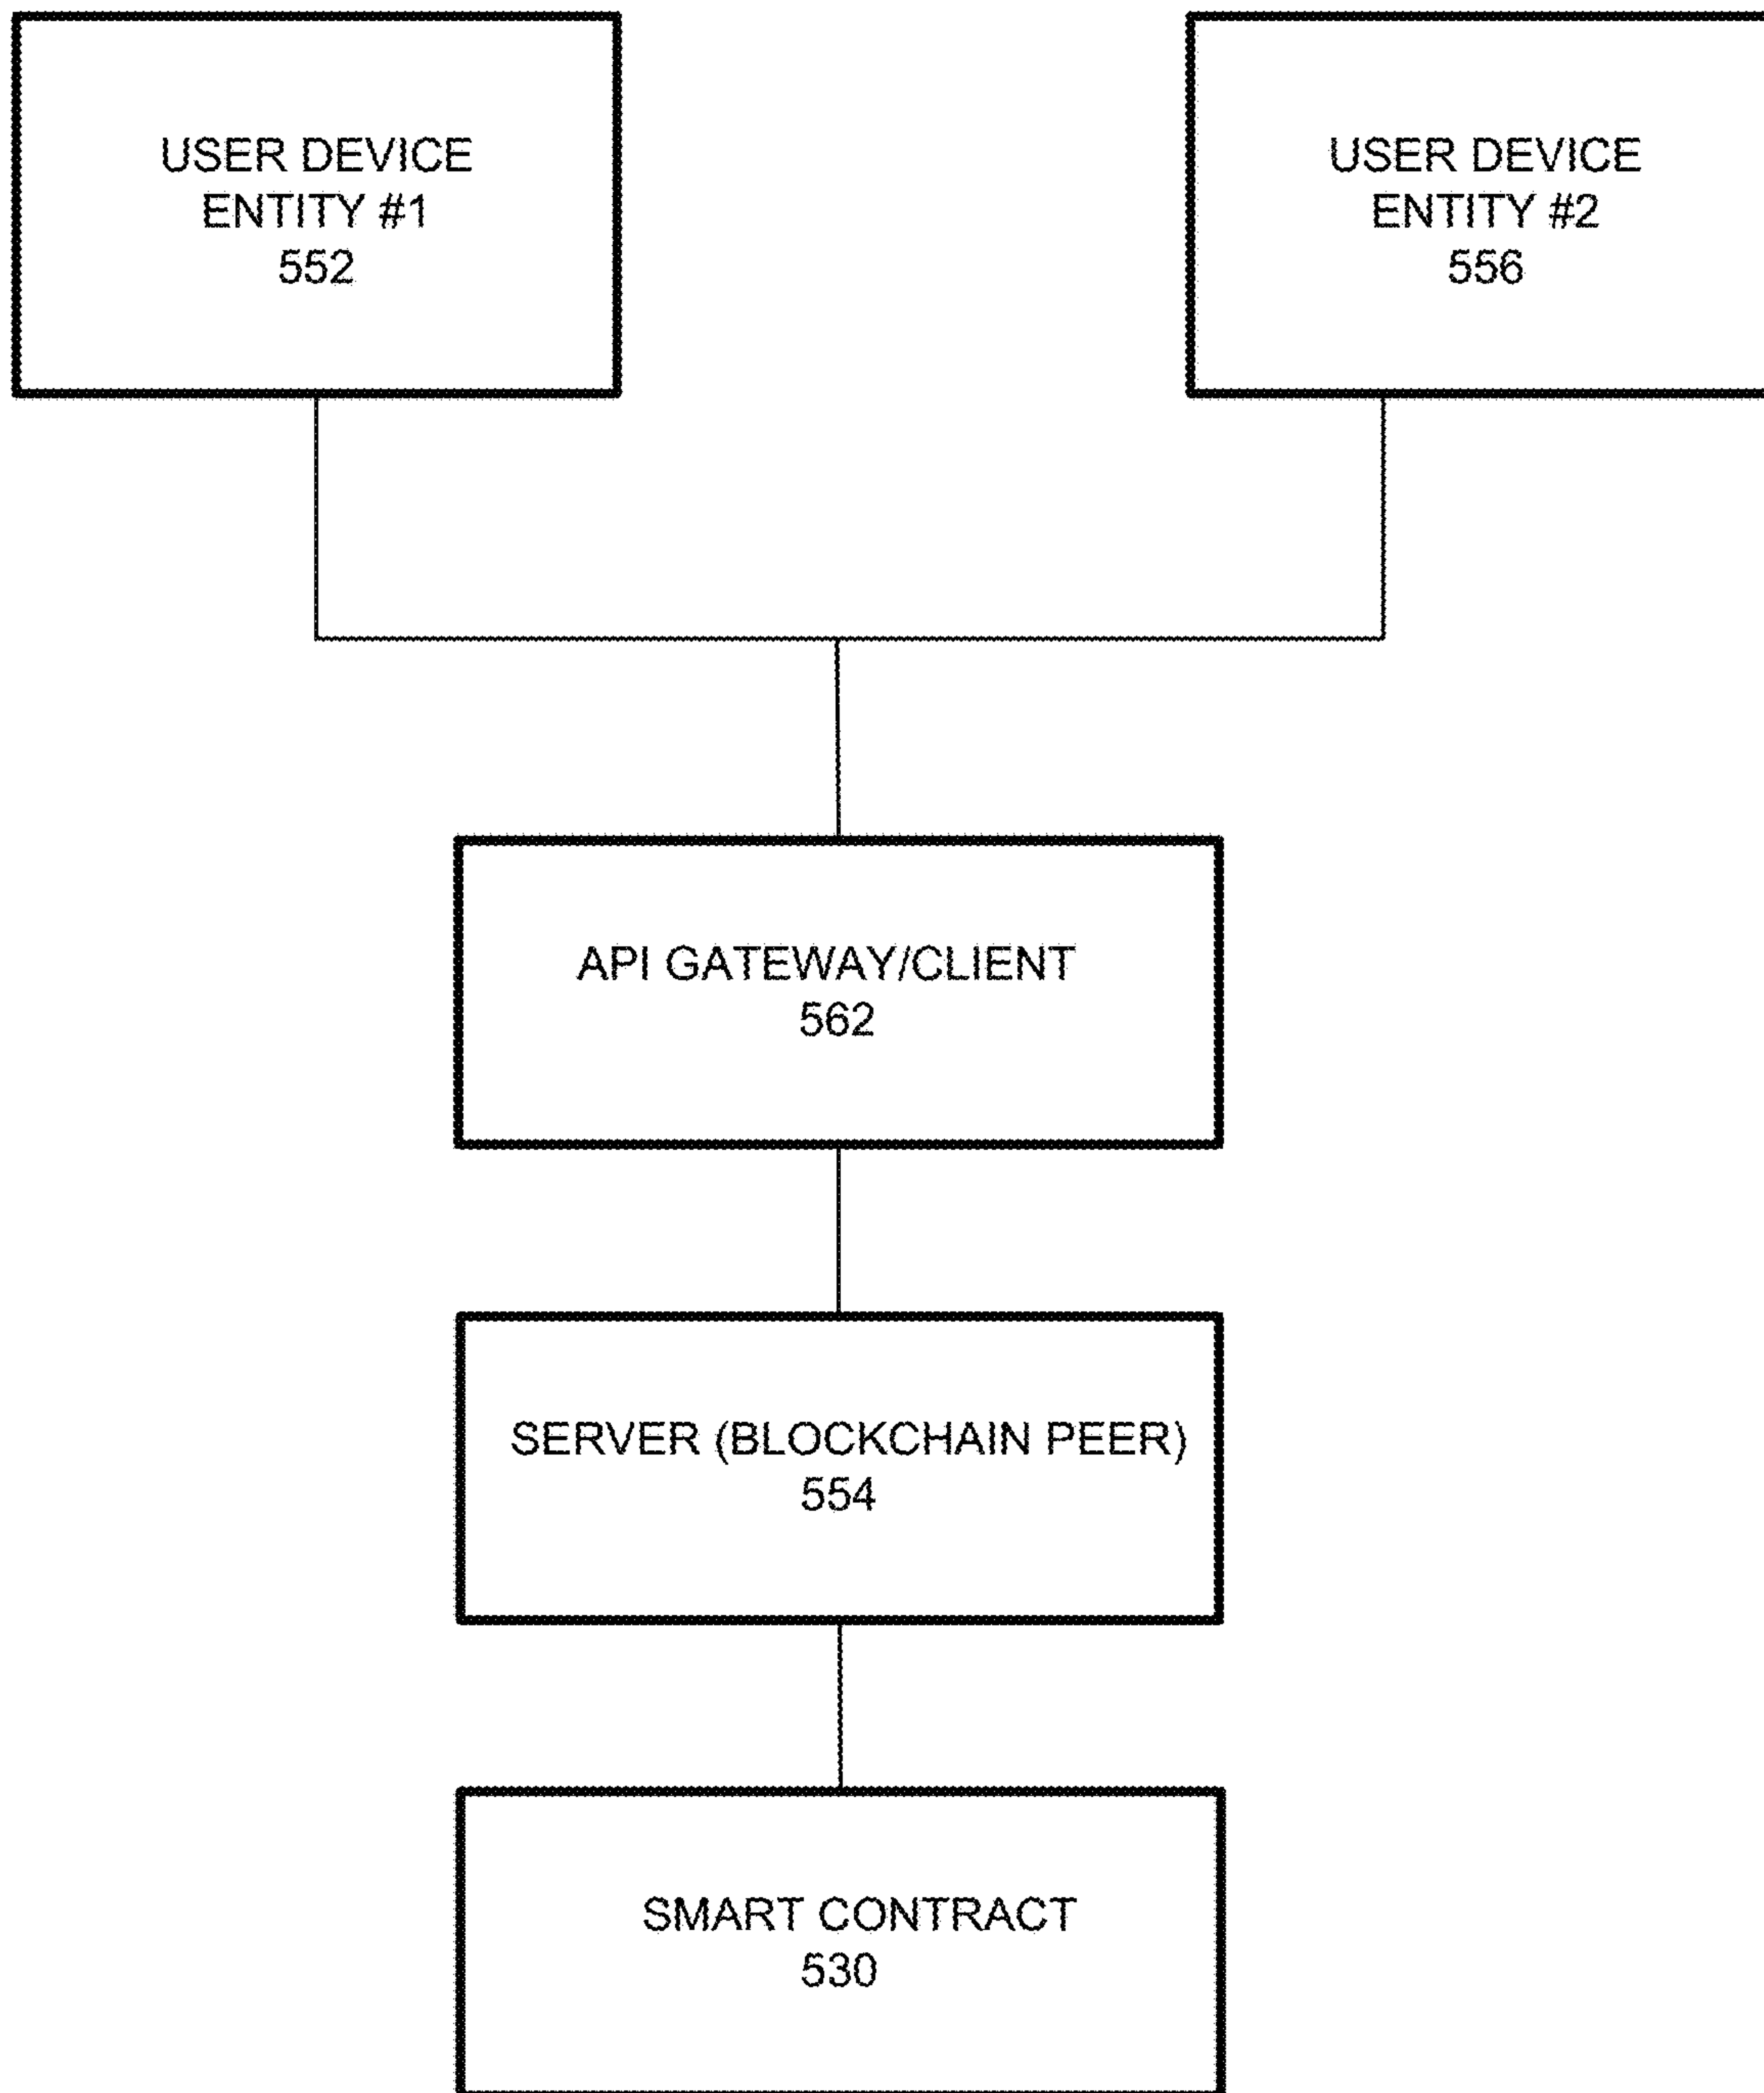 USER DEVICE
ENTITY #1
552
USER DEVICE
ENTITY #2
556
API GATEWAY/CLIENT
562
SERVER (BLOCKCHAIN PEER)
554
SMART CONTRACT
530